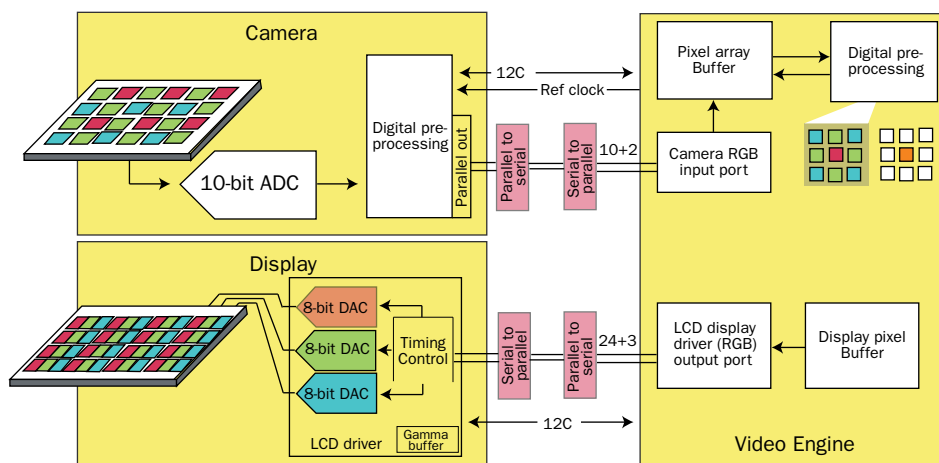 Camera
Digital pre-
processing
Parallel out
10-bit ADC
12C
Ref clock
Parallel to
serial
Serial to
parallel
10+2
Pixel array
Buffer
Digital pre-
processing
Camera RGB
input port
Display
8-bit DAC
8-bit DAC
8-bit DAC
Timing
Control
LCD driver
Gamma
buffer
Serial to
parallel
Parallel to
serial
24+3
12C
LCD display
driver (RGB)
output port
Display pixel
Buffer
Video Engine